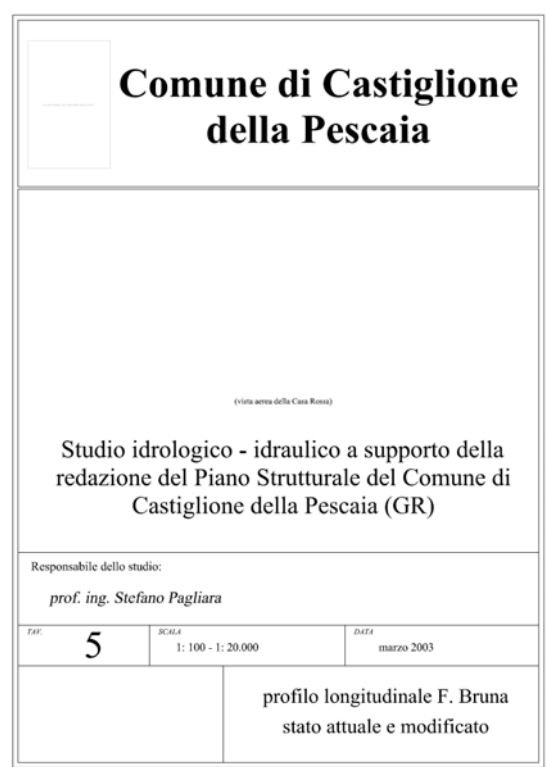 Comune di Castiglione
della Pescaia
(vista aerea della Casa Rossa)
Studio idrologico - idraulico a supporto della
redazione del Piano Strutturale del Comune di
Castiglione della Pescaia (GR)
Responsabile dello studio:
prof. ing. Stefano Pagliara
TAV.
5
SCALA
1: 100 - 1: 20.000
DATA
marzo 2003
profilo longitudinale F. Bruna
stato attuale e modificato